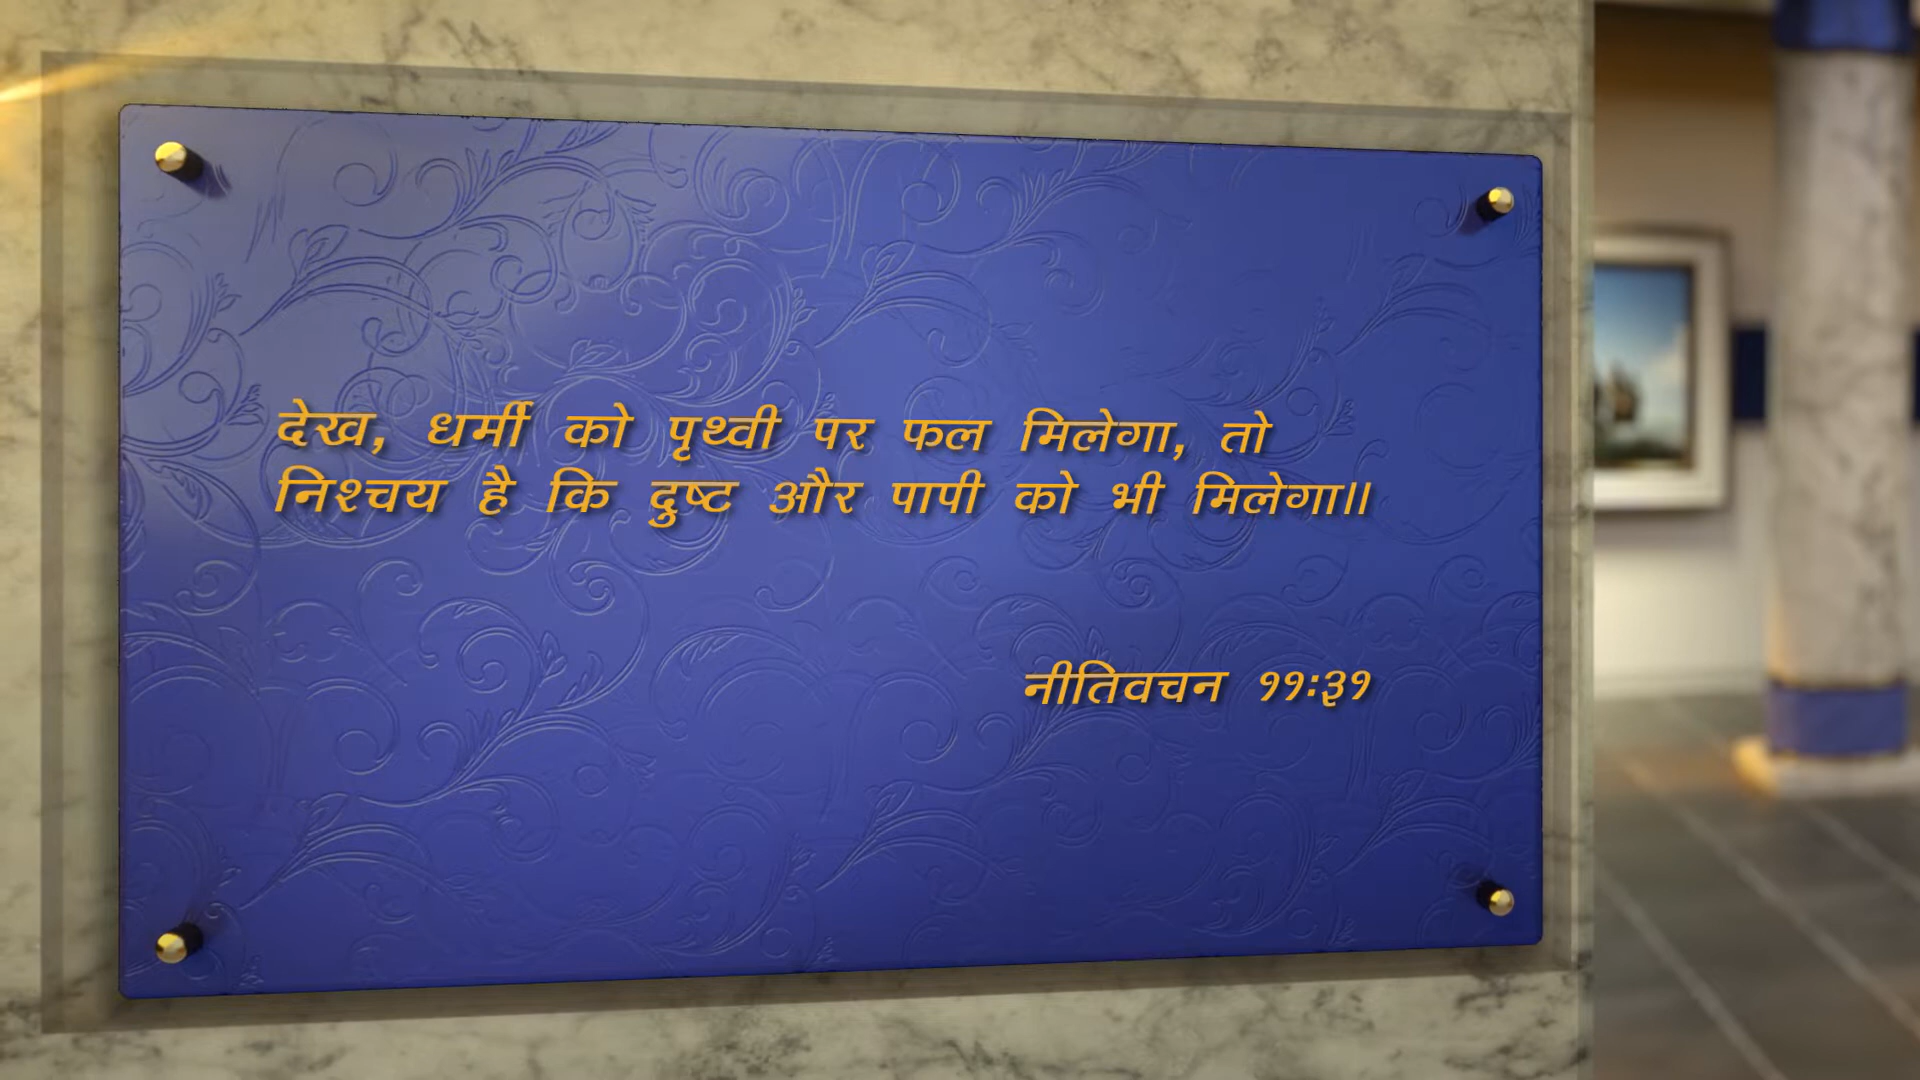 देख, धर्मी को पृथ्वी पर फल मिलेगा, तो
निश्चय है कि दुष्ट और पापी को भी मिलेगा॥
नीतिवचन ११:३१